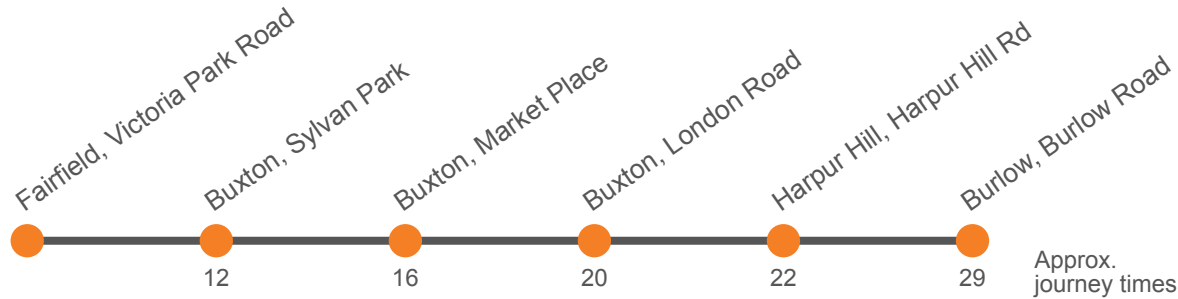 Fairfield, Victoria Park Road
Buxton, Sylvan Park
Buxton, Market Place
Buxton, London Road
Harpur Hill, Harpur Hill Rd
Burlow, Burlow Road
12
16
20
22
29
Approx.
journey times